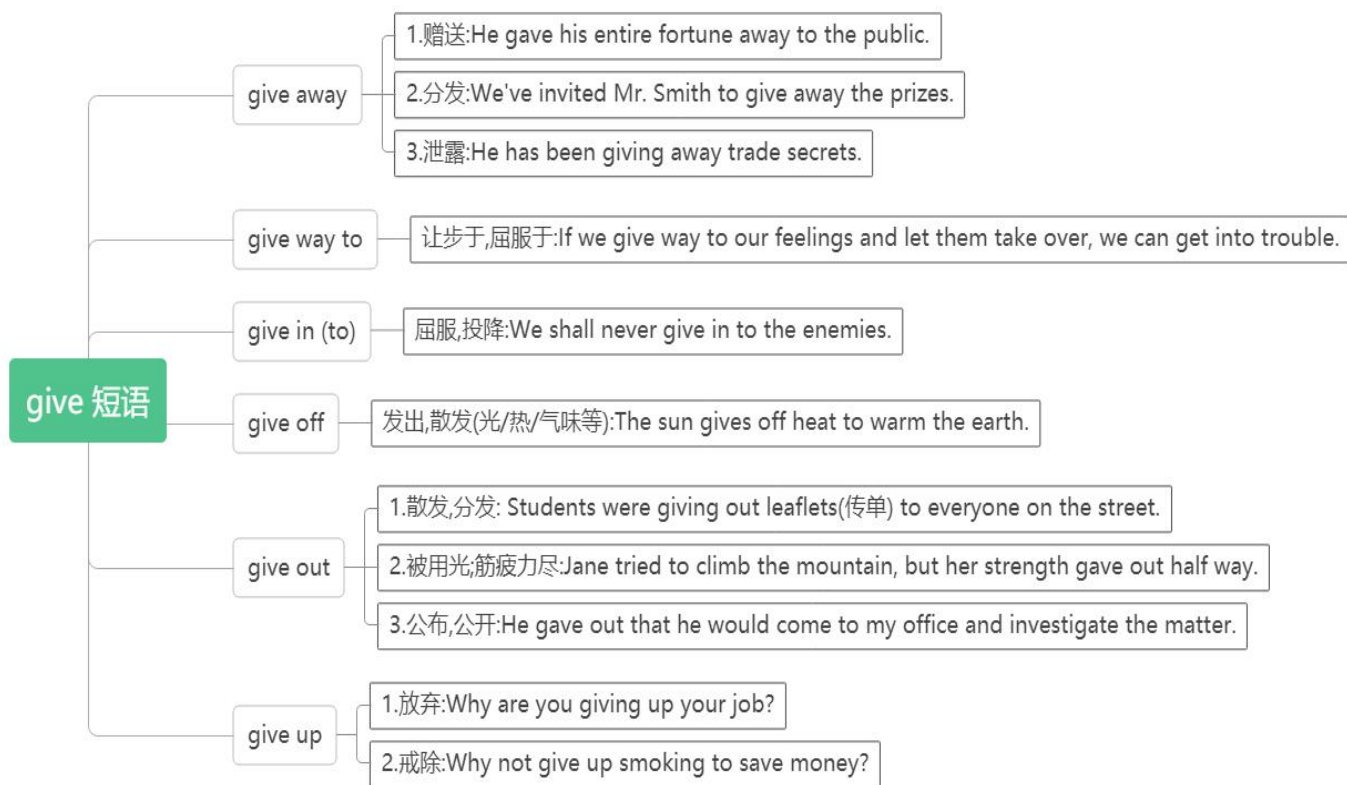 give 短语
give away
1.赠送:He gave his entire fortune away to the public.
2.分发:We've invited Mr. Smith to give away the prizes.
3.泄露:He has been giving away trade secrets.
give way to
让步于,屈服于:If we give way to our feelings and let them take over, we can get into trouble.
give in (to)
屈服,投降:We shall never give in to the enemies.
give off
发出,散发(光/热/气味等):The sun gives off heat to warm the earth.
give out
1.散发,分发: Students were giving out leaflets(传单) to everyone on the street.
2.被用光;筋疲力尽:Jane tried to climb the mountain, but her strength gave out half way.
3.公布,公开:He gave out that he would come to my office and investigate the matter.
give up
1.放弃:Why are you giving up your job?
2.戒除:Why not give up smoking to save money?